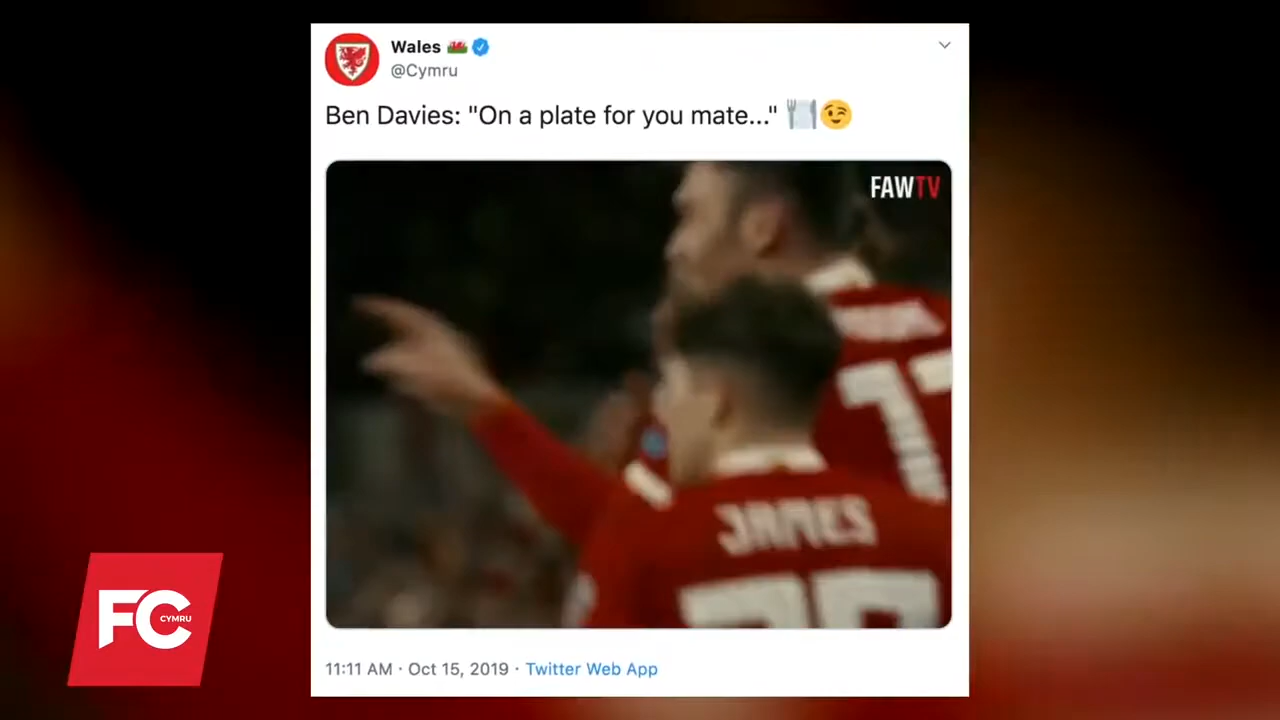 Wales
@Cymru
Ben Davies: "On a plate for you mate..."
FAWTV
JAMES
FC
CYMRU
11:11 AM · Oct 15, 2019 · Twitter Web App